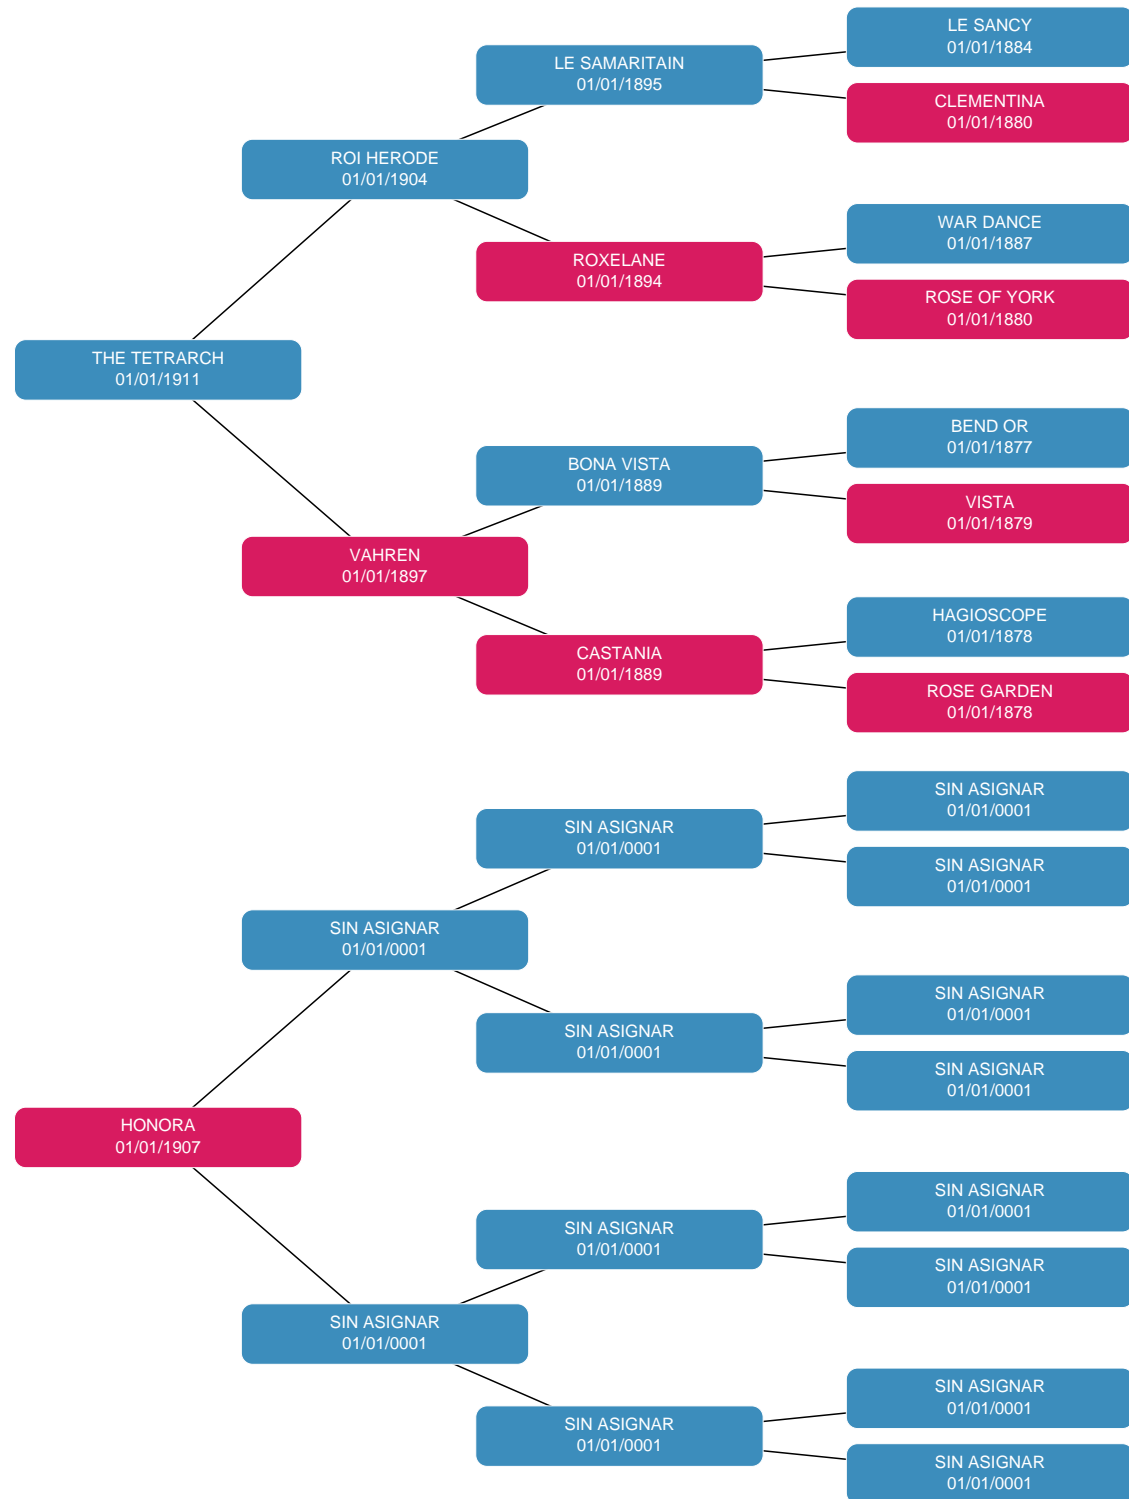 LE SANCY
01/01/1884
LE SAMARITAIN
01/01/1895
CLEMENTINA
01/01/1880
ROI HERODE
01/01/1904
WAR DANCE
01/01/1887
ROXELANE
01/01/1894
ROSE OF YORK
01/01/1880
THE TETRARCH
01/01/1911
BEND OR
01/01/1877
BONA VISTA
01/01/1889
VISTA
01/01/1879
VAHREN
01/01/1897
HAGIOSCOPE
01/01/1878
CASTANIA
01/01/1889
ROSE GARDEN
01/01/1878
SIN ASIGNAR
01/01/0001
SIN ASIGNAR
01/01/0001
SIN ASIGNAR
01/01/0001
SIN ASIGNAR
01/01/0001
SIN ASIGNAR
01/01/0001
SIN ASIGNAR
01/01/0001
SIN ASIGNAR
01/01/0001
HONORA
01/01/1907
SIN ASIGNAR
01/01/0001
SIN ASIGNAR
01/01/0001
SIN ASIGNAR
01/01/0001
SIN ASIGNAR
01/01/0001
SIN ASIGNAR
01/01/0001
SIN ASIGNAR
01/01/0001
SIN ASIGNAR
01/01/0001